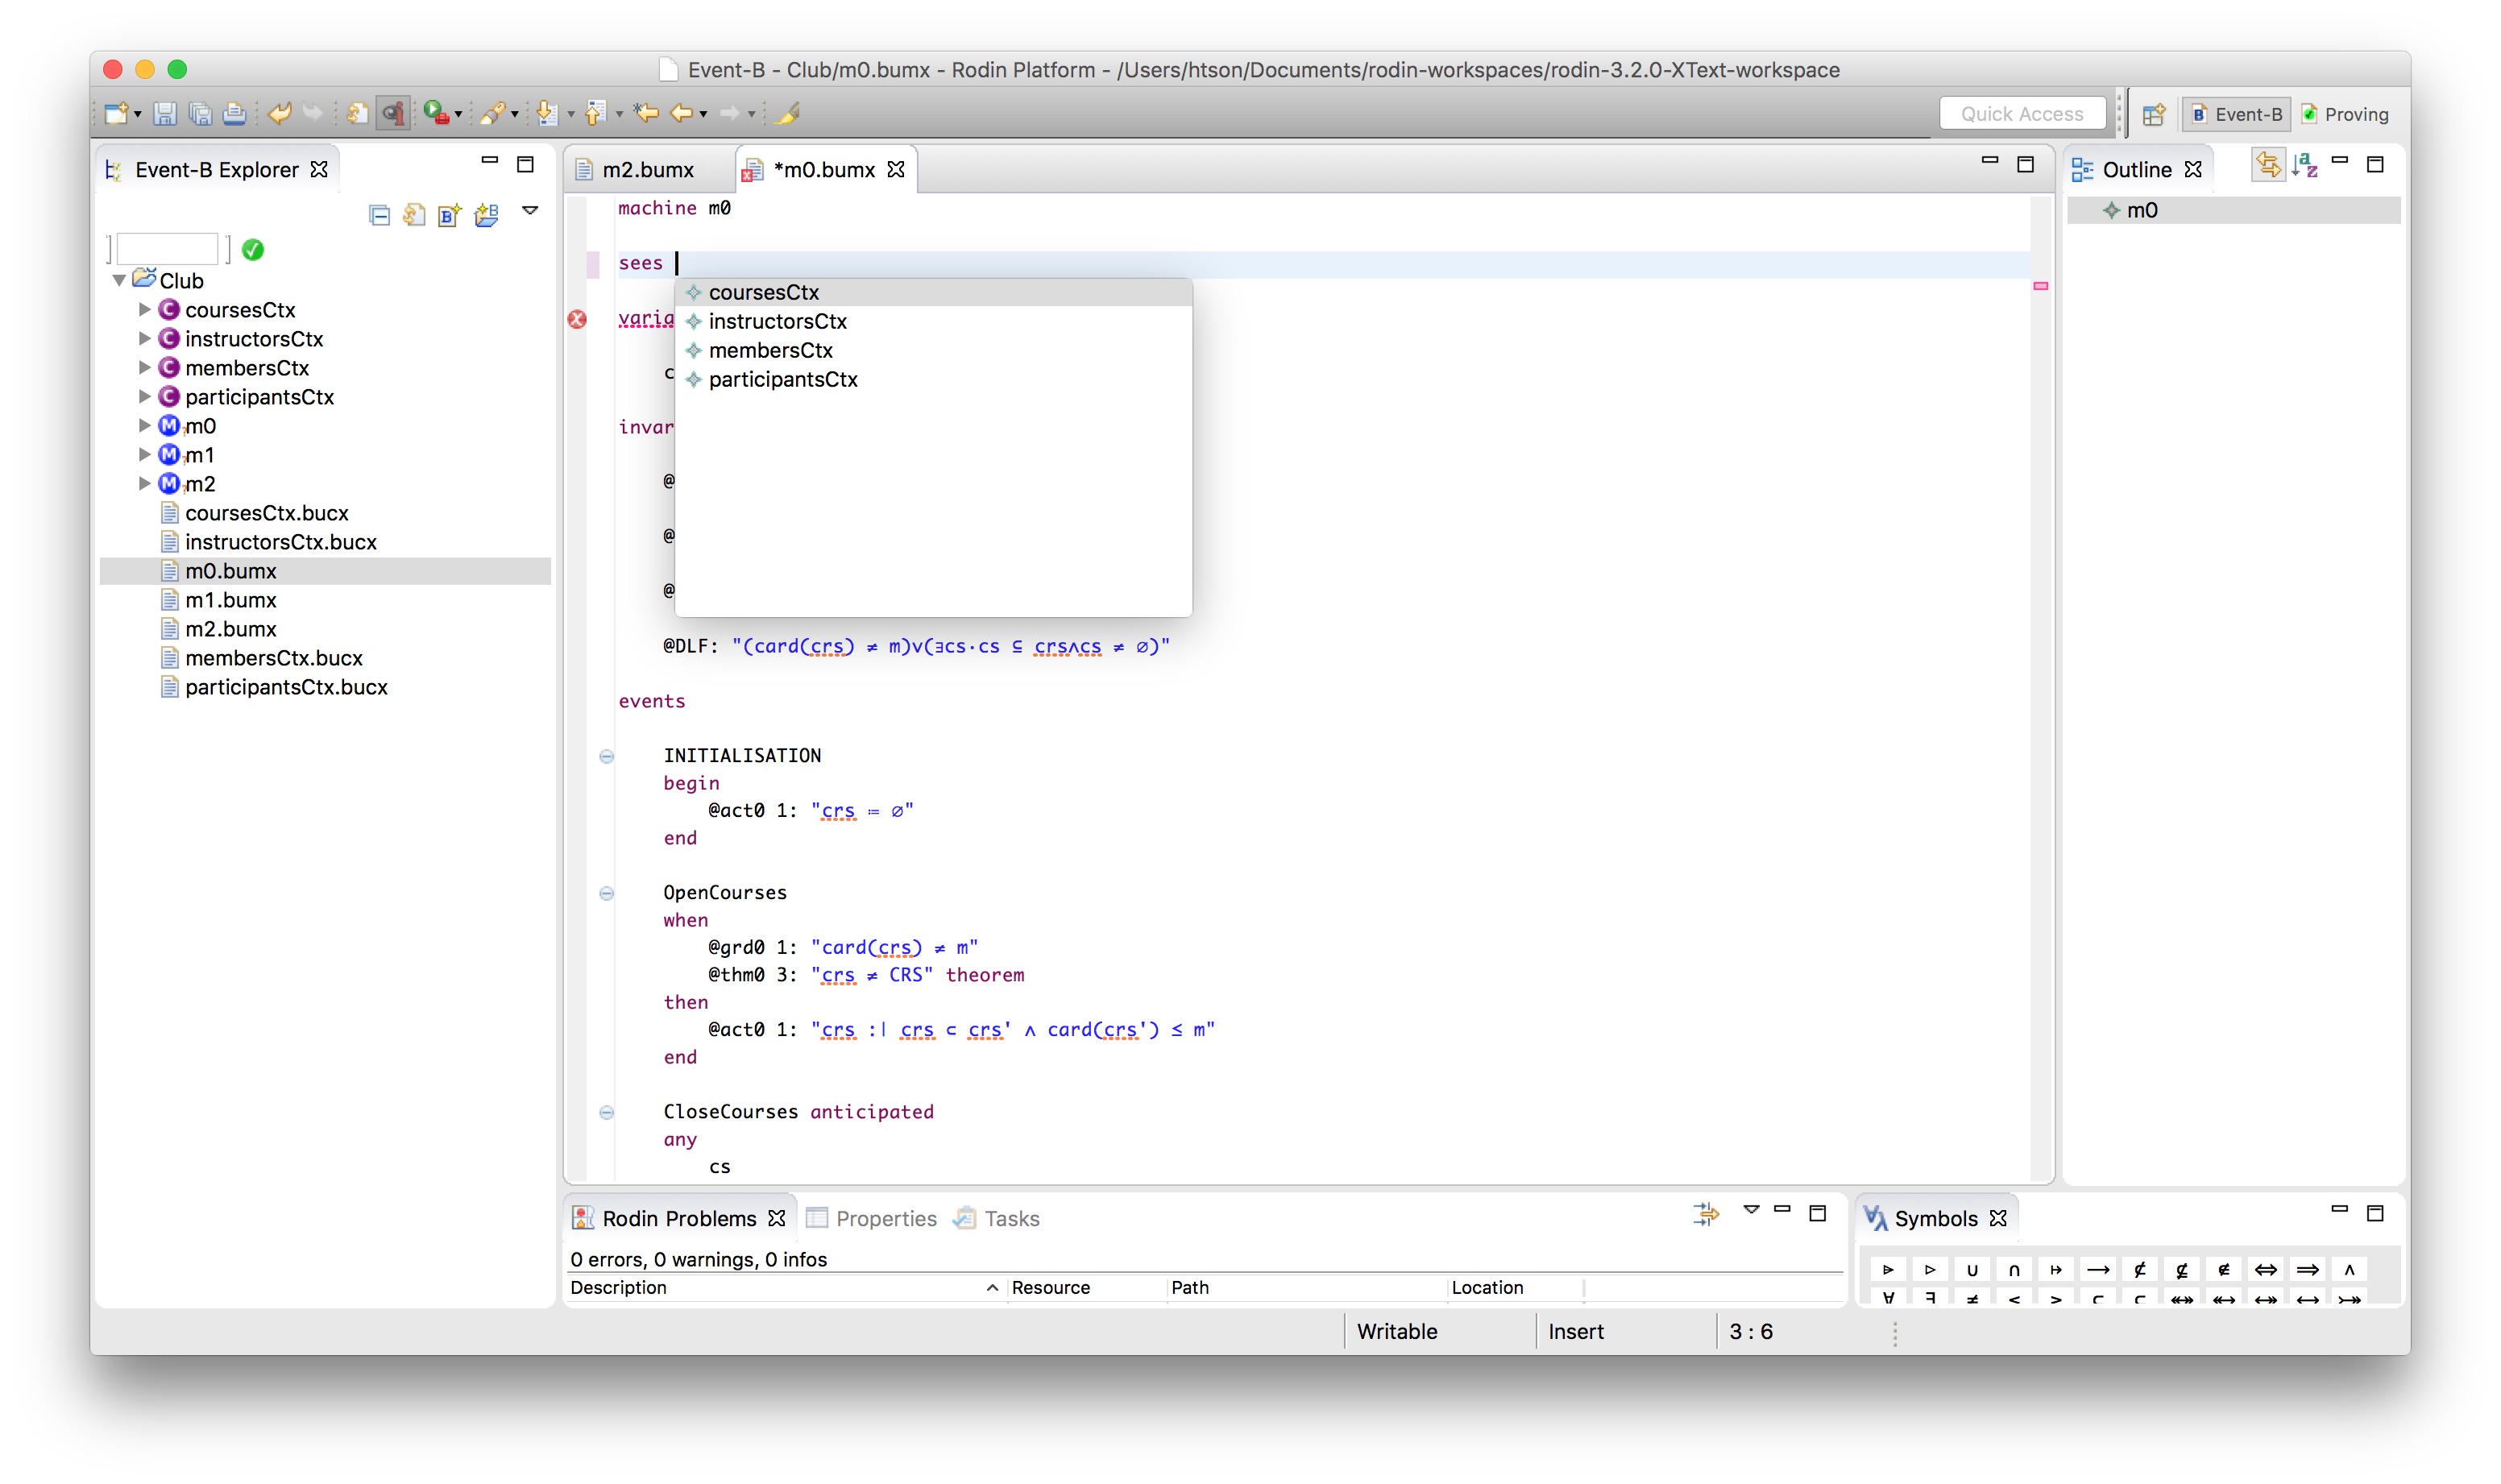 Event-B - Club/m0.bumx - Rodin Platform - /Users/htson/Documents/rodin-workspaces/rodin-3.2.0-XText-workspace
Quick Access
Event-B
Proving
Event-B Explorer
Club
coursesCtx
instructorsCtx
membersCtx
participantsCtx
m0
m1
m2
coursesCtx.bucx
instructorsCtx.bucx
m0.bumx
m1.bumx
m2.bumx
membersCtx.bucx
participantsCtx.bucx
m2.bumx
*m0.bumx
machine m0
sees
coursesCtx
instructorsCtx
membersCtx
participantsCtx
varia
c
invar
@
@
@
@DLF: "(card(crs) ≠ m)∨(∃cs·cs ⊆ crs∧cs ≠ ∅)"
events
INITIALISATION
begin
@act0 1: "crs ≔ ∅"
end
OpenCourses
when
@grd0 1: "card(crs) ≠ m"
@thm0 3: "crs ≠ CRS" theorem
then
@act0 1: "crs :∣ crs ⊂ crs' ∧ card(crs') ≤ m"
end
CloseCourses anticipated
any
cs
Outline
m0
Rodin Problems
Properties
Tasks
0 errors, 0 warnings, 0 infos
Description Resource Path Location
Symbols
⩥ ▷ ∪ ∩ ↦ → ⊄ ⊈ ∉ ⇔ ⇒ ∧
Writable
Insert
3 : 6